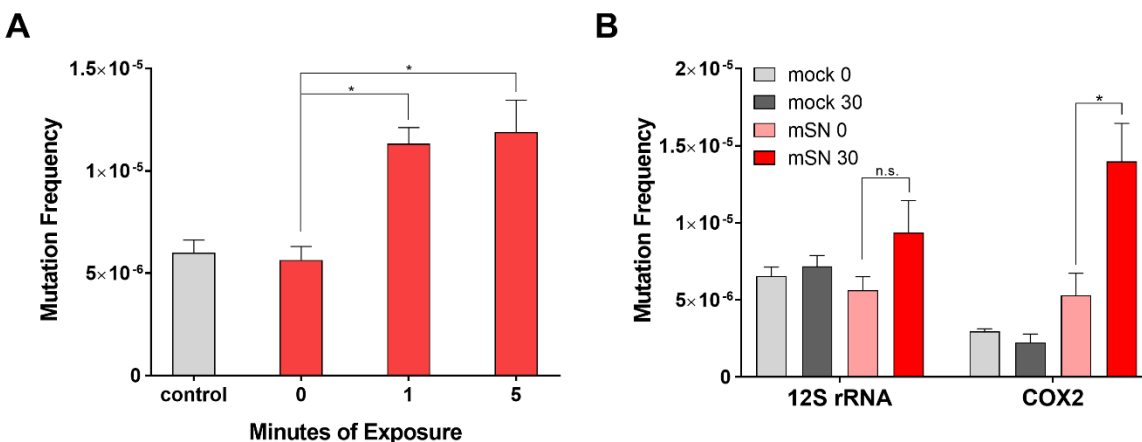 A
Mutation Frequency
1.5×10⁻⁵
1×10⁻⁵
5×10⁻⁶
0
*
*
control 0 1 5
Minutes of Exposure
B
Mutation Frequency
2×10⁻⁵
1.5×10⁻⁵
1×10⁻⁵
5×10⁻⁶
0
mock 0
mock 30
mSN 0
mSN 30
n.s.
*
12S rRNA COX2